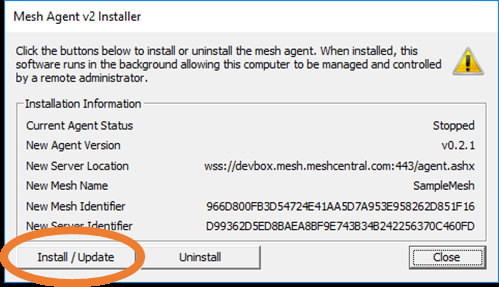 Mesh Agent v2 Installer
Click the buttons below to install or uninstall the mesh agent. When installed, this
software runs in the background allowing this computer to be managed and controlled
by a remote administrator.
Installation Information
Current Agent Status Stopped
New Agent Version v0.2.1
New Server Location wss://devbox.mesh.meshcentral.com:443/agent.ashx
New Mesh Name SampleMesh
New Mesh Identifier 966D800FB3D54724E41AA5D7A953E958262D851F16
New Server Identifier D99362D5ED8BAEA8BF9E743B34B242256370C460FD
Install / Update Uninstall Close